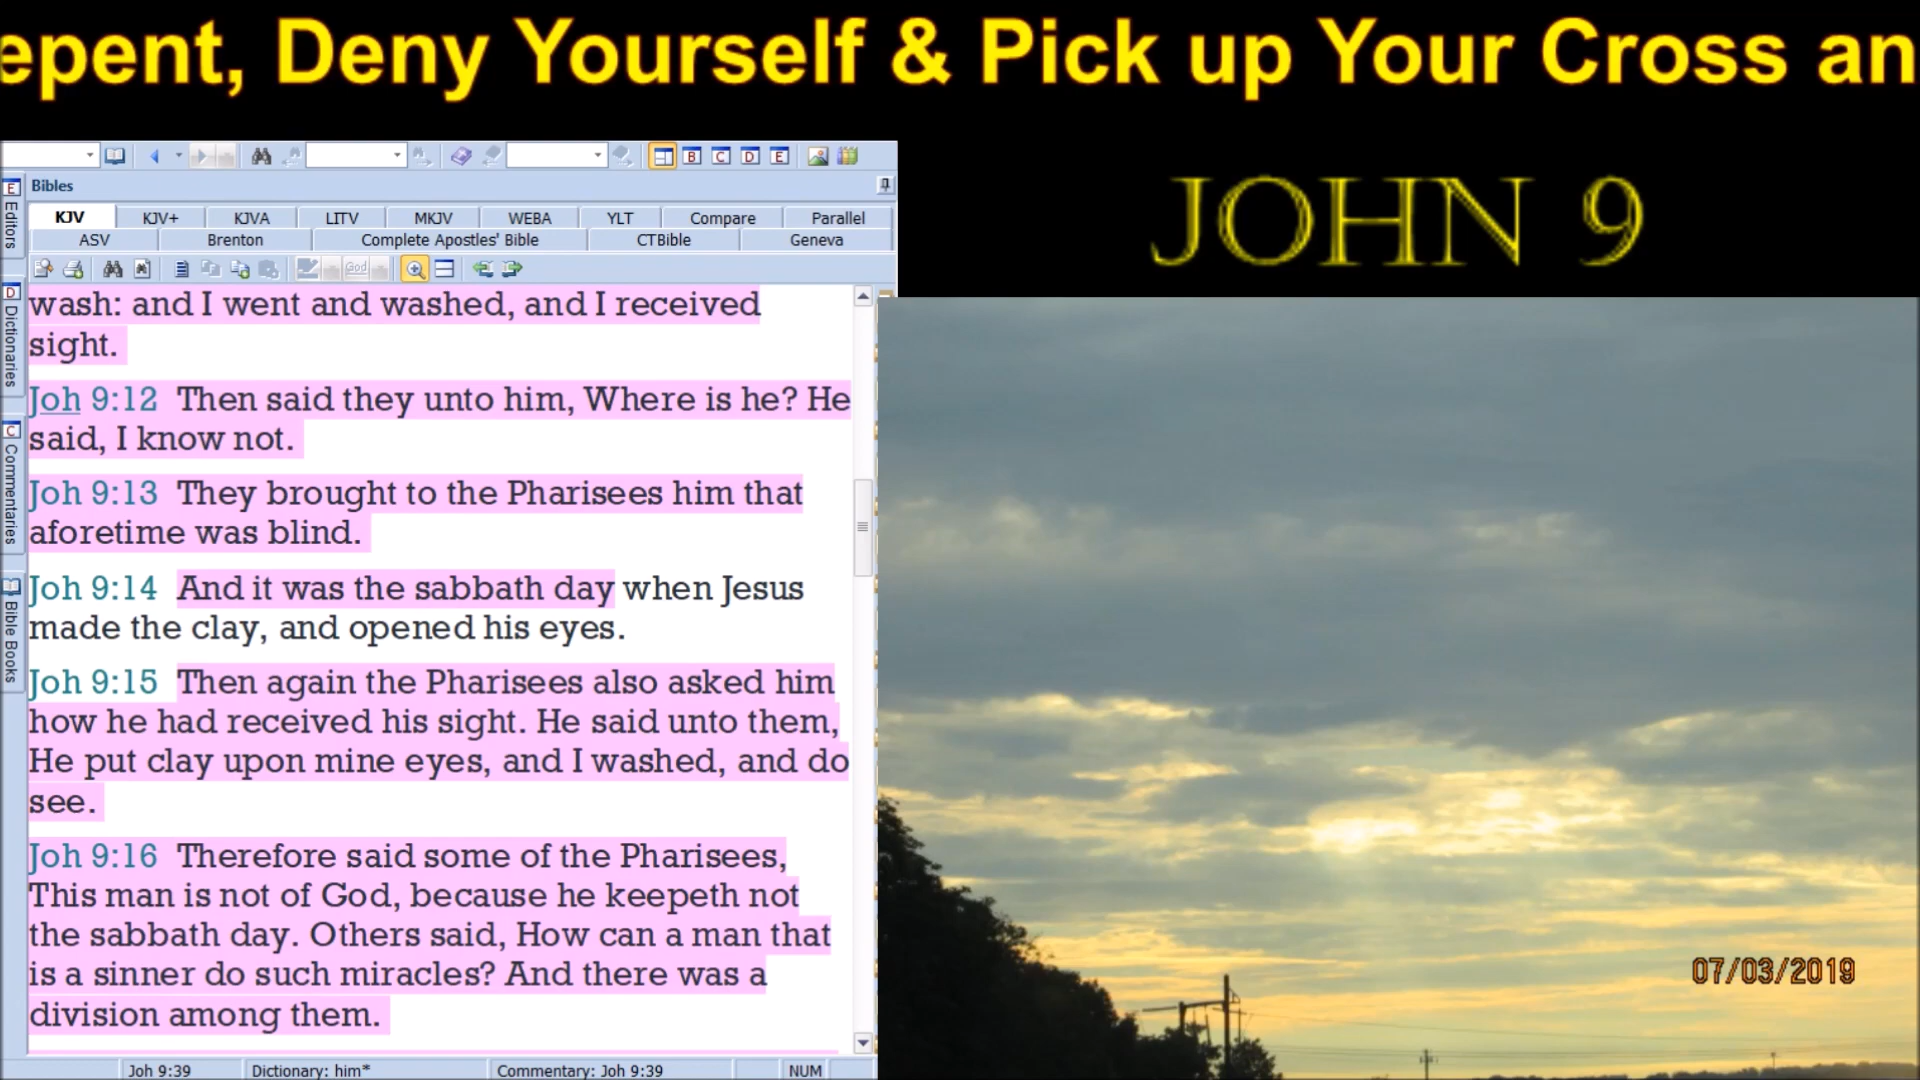 epent, Deny Yourself & Pick up Your Cross an
JOHN 9
Bibles
KJV KJV+ KJVA LITV MKJV WEBA YLT Compare Parallel
ASV Brenton Complete Apostles' Bible CTBible Geneva
Editors
Dictionaries
Commentaries
Bible Books
wash: and I went and washed, and I received
sight.
Joh 9:12 Then said they unto him, Where is he? He
said, I know not.
Joh 9:13 They brought to the Pharisees him that
aforetime was blind.
Joh 9:14 And it was the sabbath day when Jesus
made the clay, and opened his eyes.
Joh 9:15 Then again the Pharisees also asked him
how he had received his sight. He said unto them,
He put clay upon mine eyes, and I washed, and do
see.
Joh 9:16 Therefore said some of the Pharisees,
This man is not of God, because he keepeth not
the sabbath day. Others said, How can a man that
is a sinner do such miracles? And there was a
division among them.
07/03/2019
Joh 9:39 Dictionary: him* Commentary: Joh 9:39 NUM